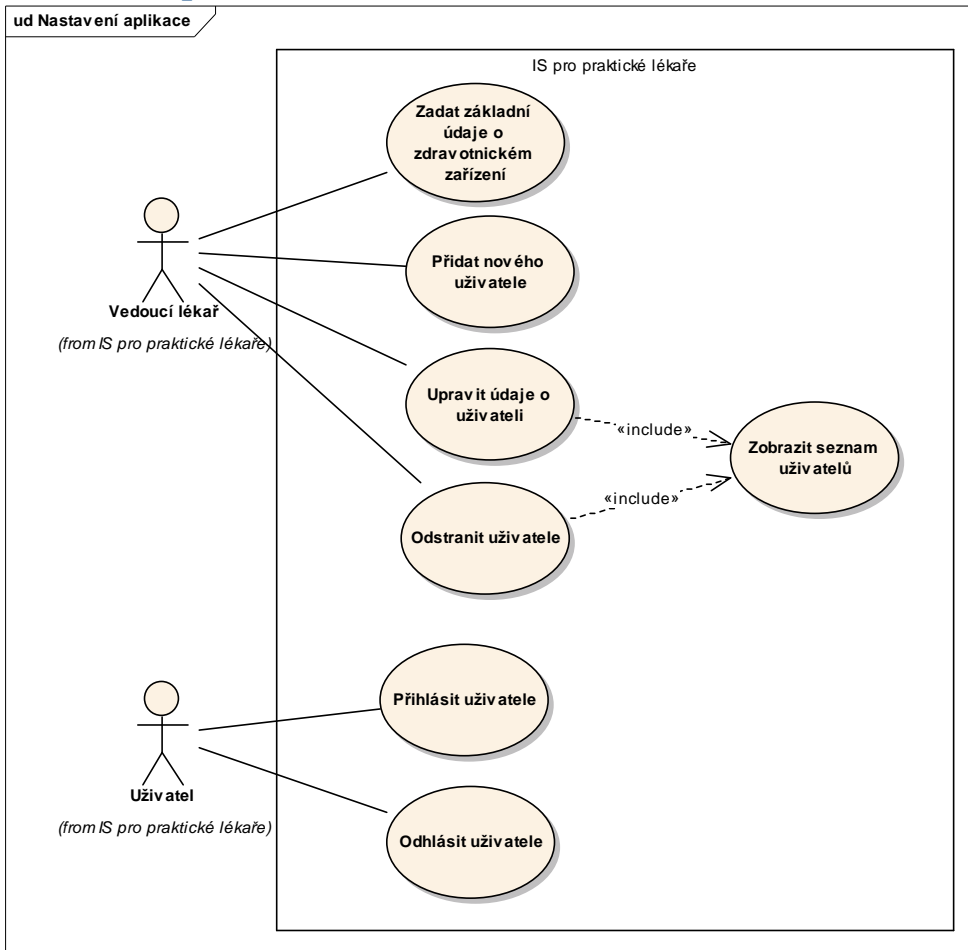 ud Nastavení aplikace
IS pro praktické lékaře
Zadat základní
údaje o
zdravotnickém
zařízení
Přidat nového
uživatele
Vedoucí lékař
(from IS pro praktické lékaře)
Upravit údaje o
uživateli
«include»
Zobrazit seznam
uživatelů
«include»
Odstranit uživatele
Přihlásit uživatele
Uživatel
(from IS pro praktické lékaře)
Odhlásit uživatele